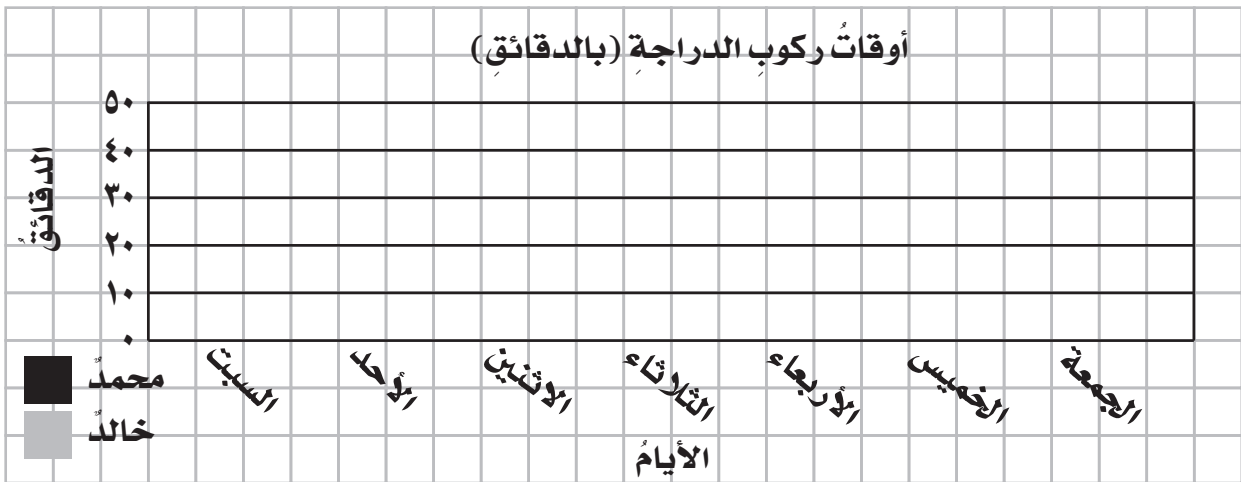 أوقاتُ ركوبِ الدراجةِ (بالدقائقِ)
الدقائقُ
٥٠
٤٠
٣٠
٢٠
١٠
٠
السبت
الأحد
الاثنين
الثلاثاء
الأربعاء
الخميس
الجمعة
الأيامُ
محمدٌ
خالدٌ